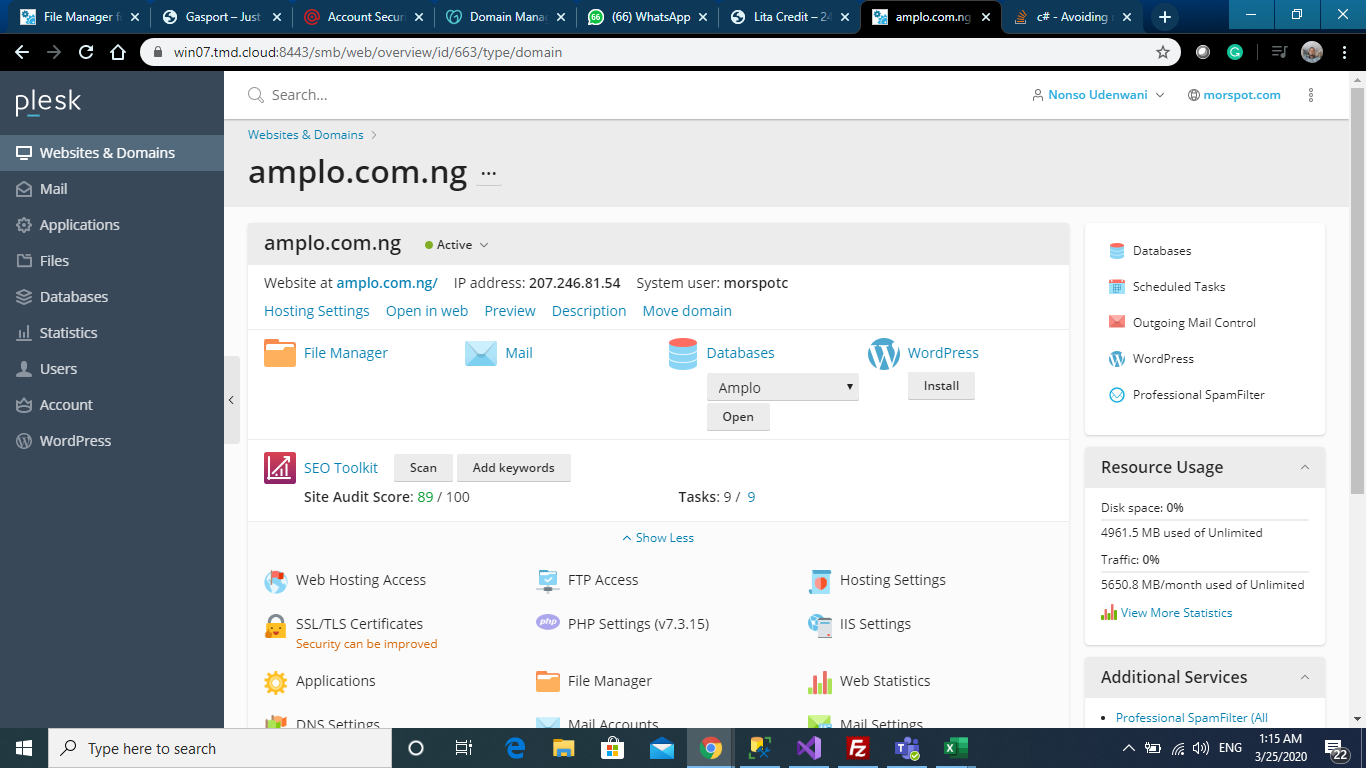 File Manager f
Gasport – Just
Account Secur
Domain Mana
(66) WhatsApp
Lita Credit – 24
amplo.com.ng
c# - Avoiding
win07.tmd.cloud:8443/smb/web/overview/id/663/type/domain
plesk
Search...
Nonso Udenwani
morspot.com
Websites & Domains
Mail
Applications
Files
Databases
Statistics
Users
Account
WordPress
Websites & Domains >
amplo.com.ng ...
amplo.com.ng Active
Website at amplo.com.ng/ IP address: 207.246.81.54 System user: morspotc
Hosting Settings Open in web Preview Description Move domain
File Manager Mail Databases WordPress
Amplo Install
Open
SEO Toolkit Scan Add keywords
Site Audit Score: 89 / 100 Tasks: 9 / 9
Show Less
Web Hosting Access FTP Access Hosting Settings
SSL/TLS Certificates php PHP Settings (v7.3.15) IIS Settings
Security can be improved
Applications File Manager Web Statistics
DNS Settings Mail Accounts Mail Settings
Databases
Scheduled Tasks
Outgoing Mail Control
WordPress
Professional SpamFilter
Resource Usage
Disk space: 0%
4961.5 MB used of Unlimited
Traffic: 0%
5650.8 MB/month used of Unlimited
View More Statistics
Additional Services
Professional SpamFilter (All
Type here to search
ENG
1:15 AM
3/25/2020
22